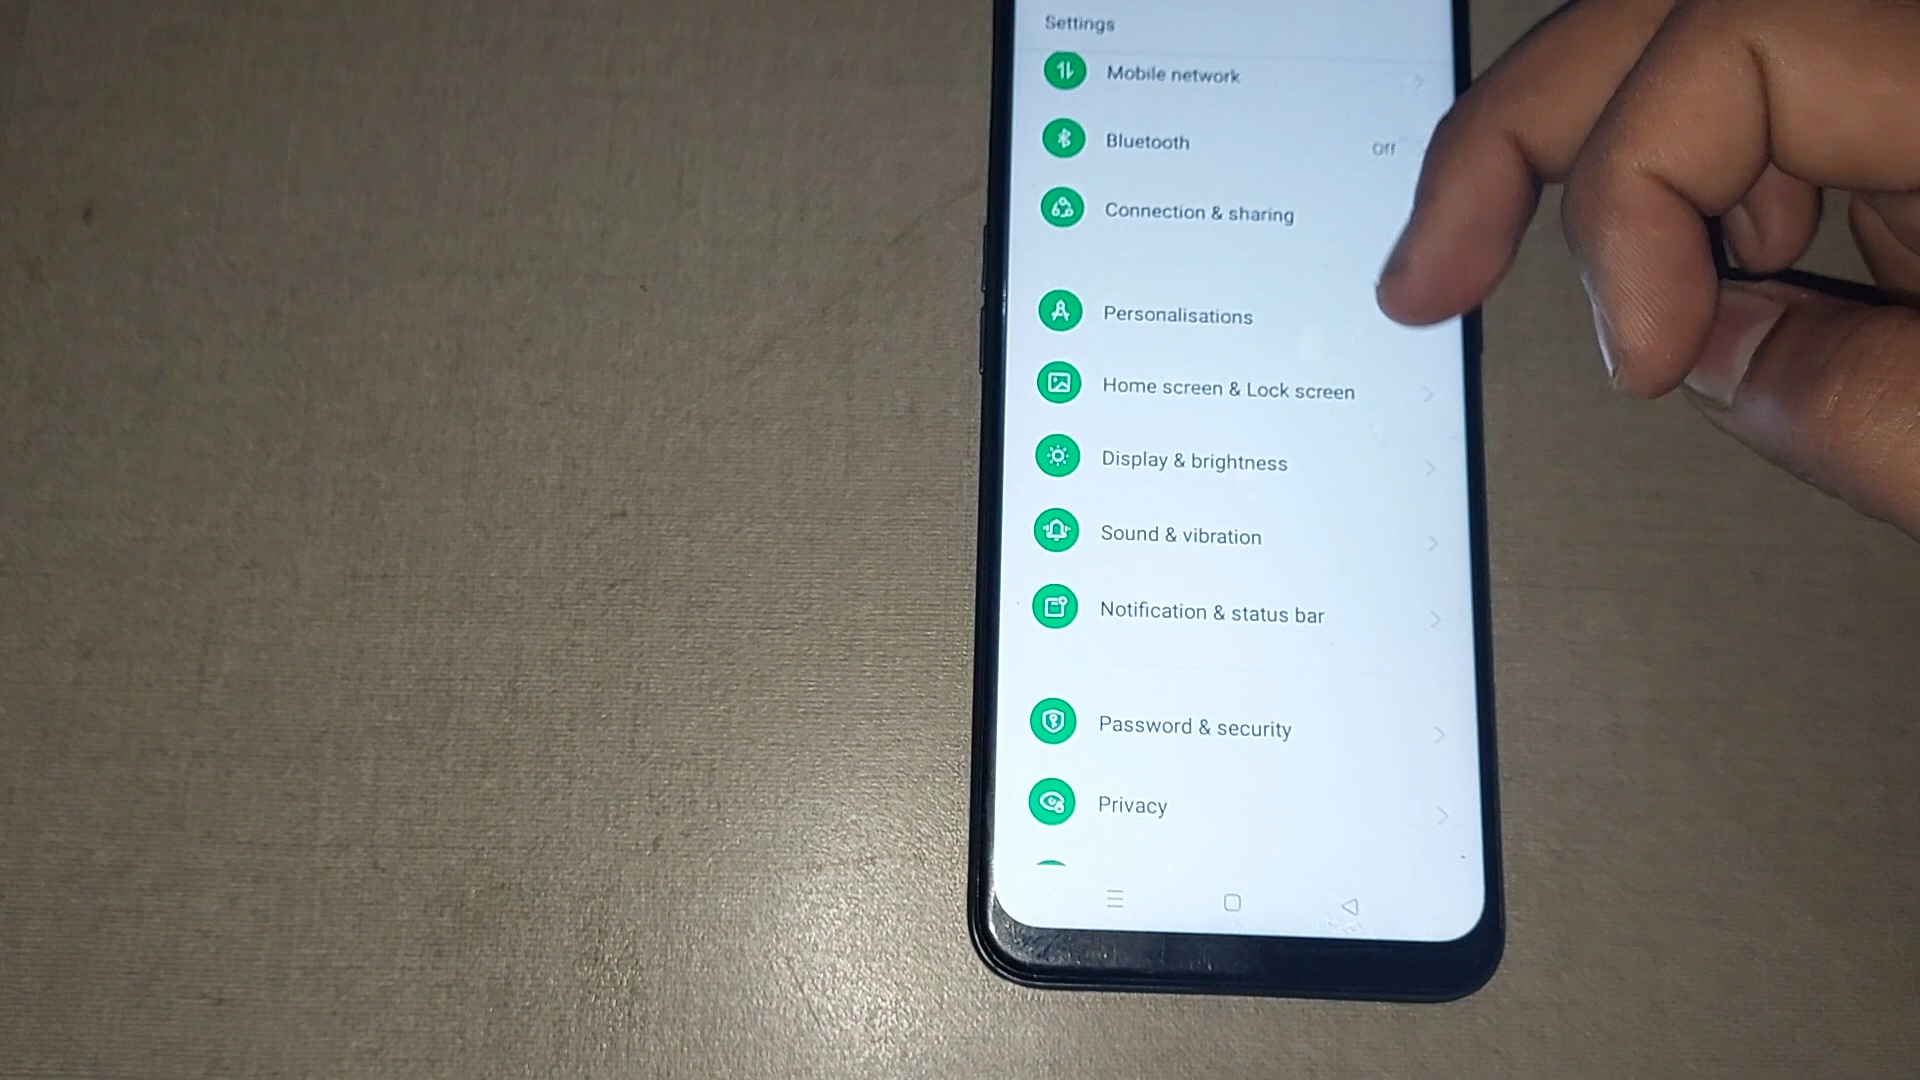 Settings
Mobile network
Bluetooth Off
Connection & sharing
Personalisations
Home screen & Lock screen
Display & brightness
Sound & vibration
Notification & status bar
Password & security
Privacy